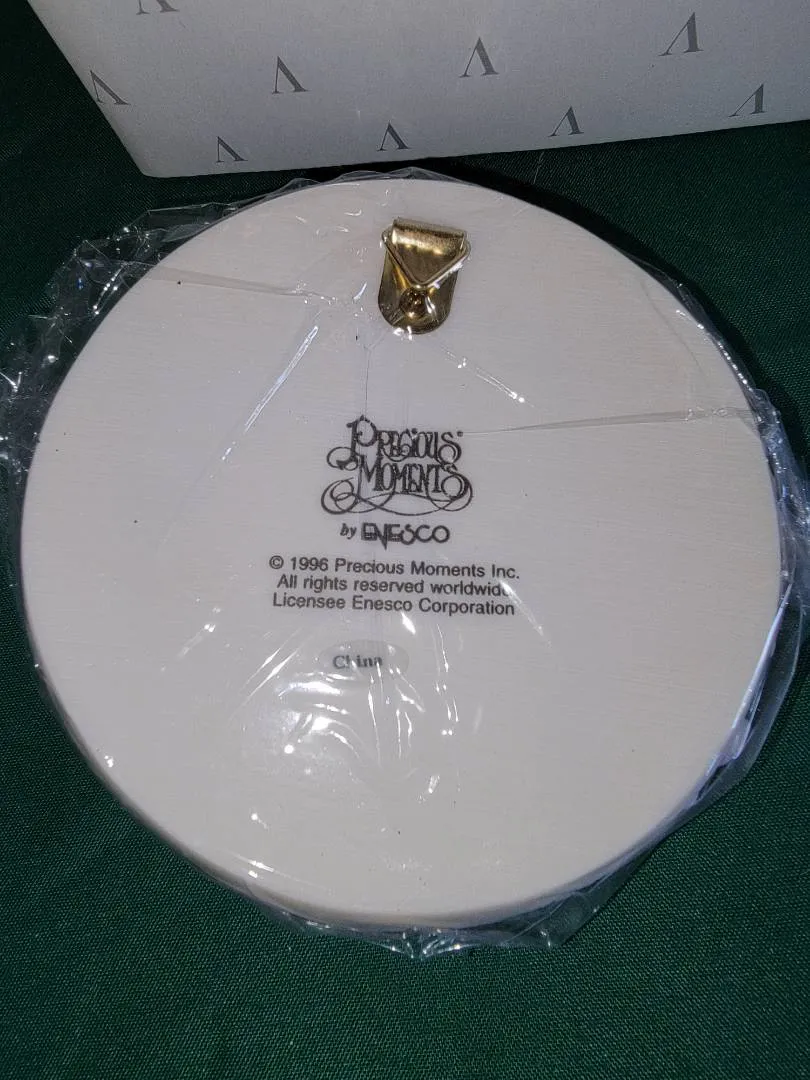 PRECIOUS
MOMENTS
by ENESCO
© 1996 Precious Moments Inc.
All rights reserved worldwide
Licensee Enesco Corporation
China